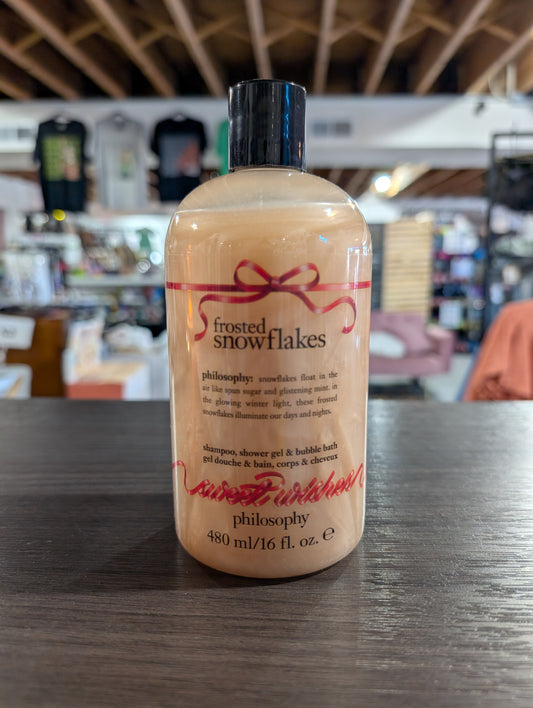 frosted
snowflakes
philosophy: snowflakes float in the
air like spun sugar and glistening mint. in
the glowing winter light, these frosted
snowflakes illuminate our days and nights.
shampoo, shower gel & bubble bath
gel douche & bain, corps & cheveux
sweet wishes
philosophy
480 ml/16 fl. oz. ℮